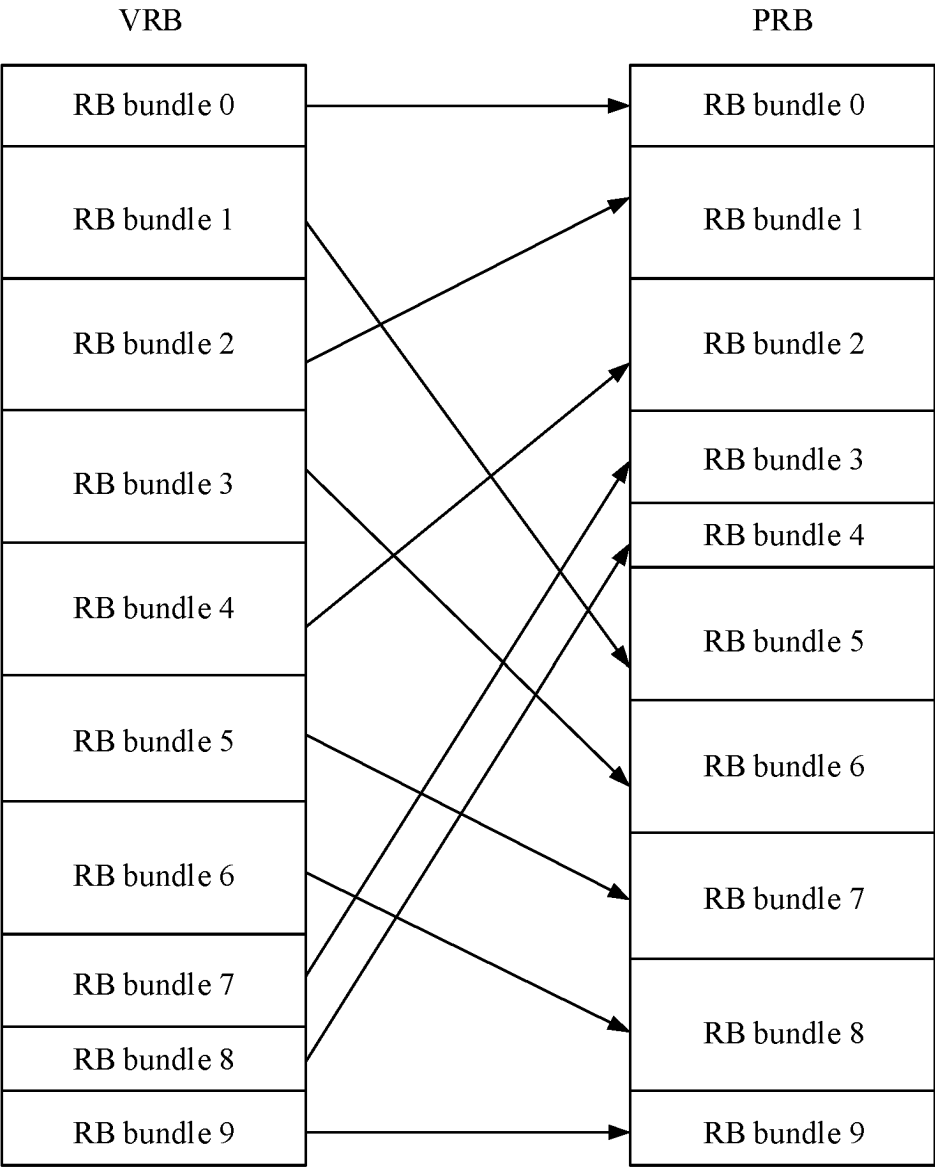 VRB
PRB
RB bundle 0
RB bundle 1
RB bundle 2
RB bundle 3
RB bundle 4
RB bundle 5
RB bundle 6
RB bundle 7
RB bundle 8
RB bundle 9
RB bundle 0
RB bundle 1
RB bundle 2
RB bundle 3
RB bundle 4
RB bundle 5
RB bundle 6
RB bundle 7
RB bundle 8
RB bundle 9